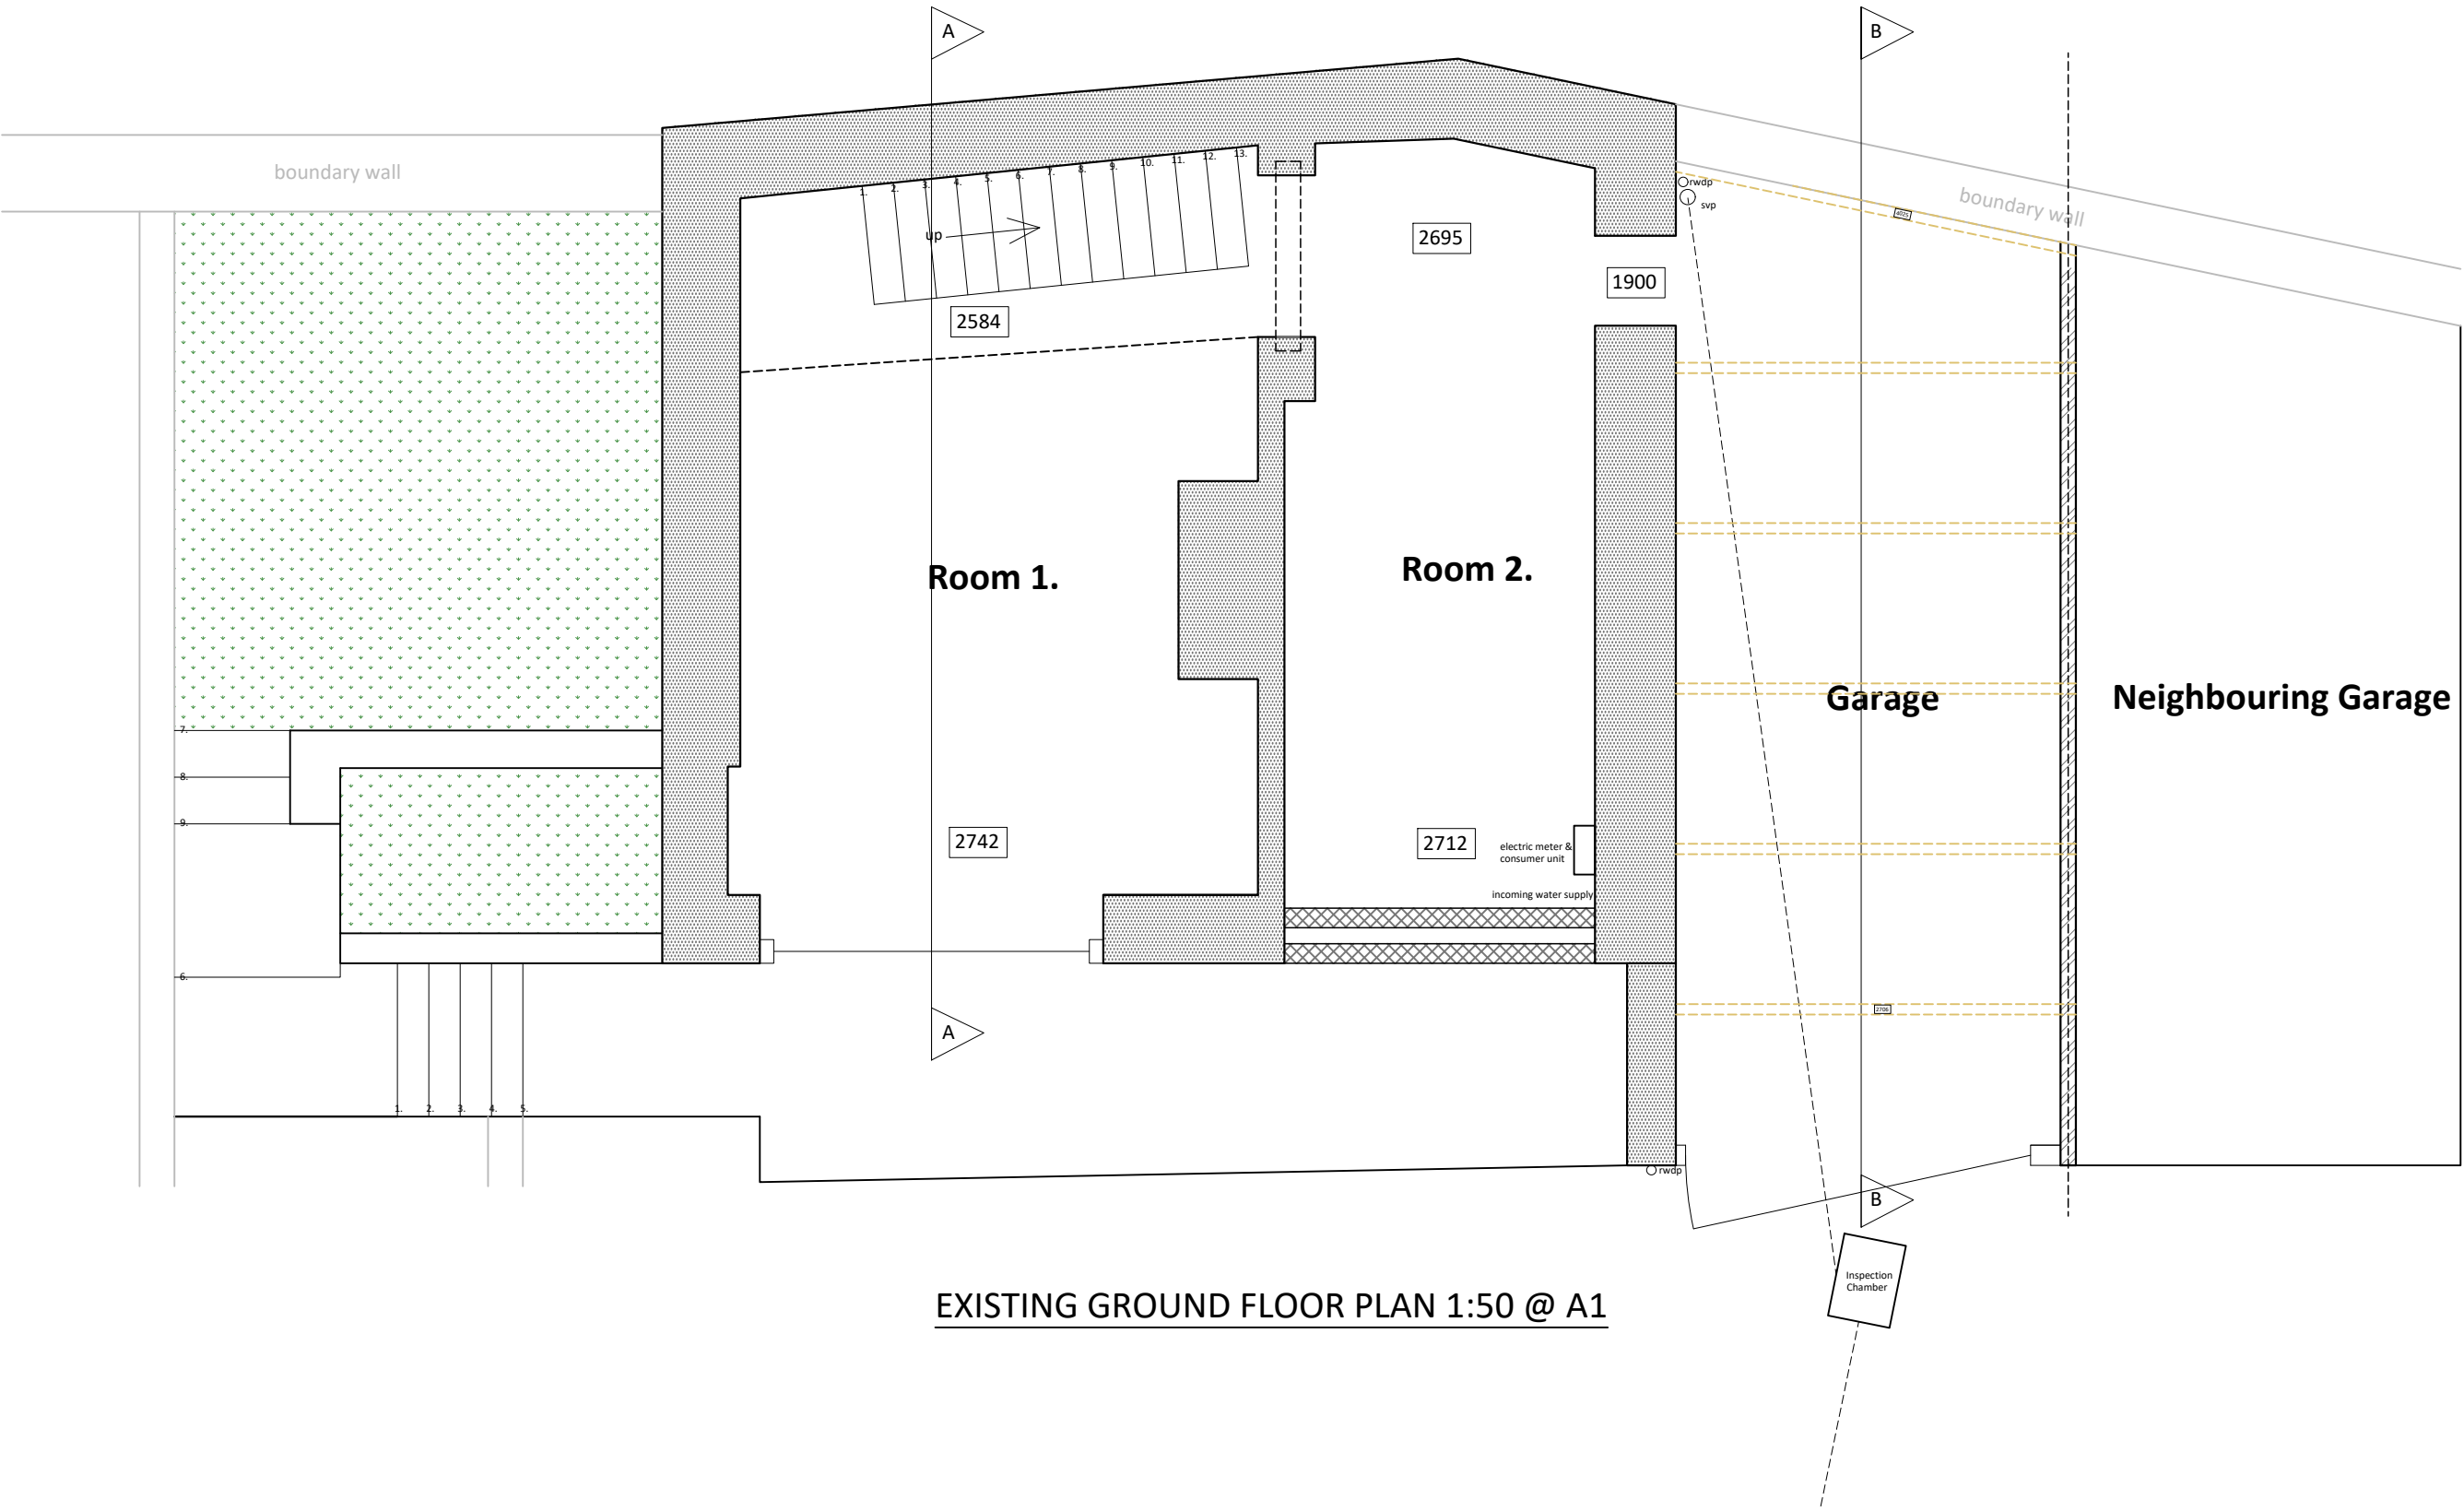 A
B
boundary wall
1.
2.
3.
4.
5.
6.
7.
8.
9.
10.
11.
12.
13.
rwdp
svp
boundary wall
4025
up
2695
1900
2584
Room 1.
Room 2.
Garage
Neighbouring Garage
7.
8.
9.
2742
2712
electric meter &
consumer unit
incoming water supply
6.
2706
A
1.
2.
3.
4.
5.
rwdp
B
Inspection
Chamber
EXISTING GROUND FLOOR PLAN 1:50 @ A1